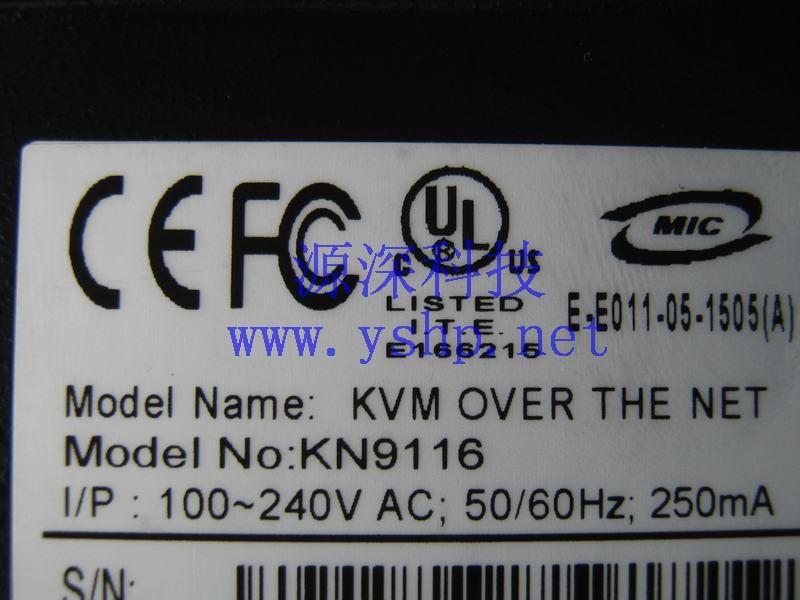 CE FC
C UL® US
LISTED
I.T.E.
E166215
MIC
E-E011-05-1505(A)
源深科技
www.yshp.net
Model Name: KVM OVER THE NET
Model No:KN9116
I/P : 100~240V AC; 50/60Hz; 250mA
S/N: